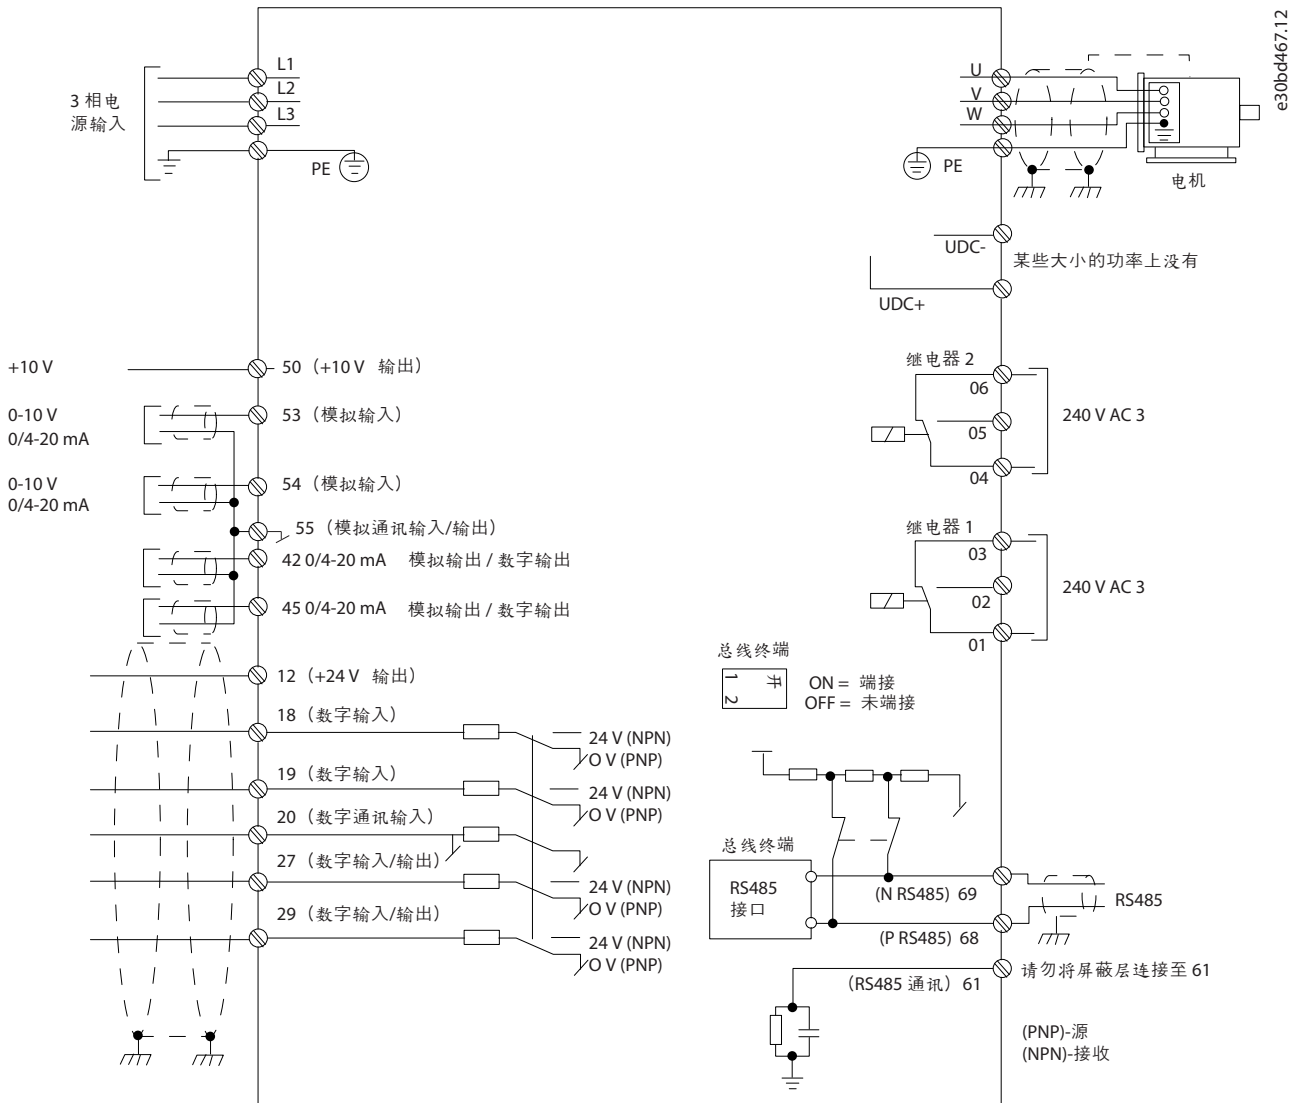 e30bd467.12
3 相电
源输入
L1
L2
L3
PE
U
V
W
PE
电机
UDC-
某些大小的功率上没有
UDC+
+10 V
50（+10 V 输出）
0-10 V
0/4-20 mA
53（模拟输入）
0-10 V
0/4-20 mA
54（模拟输入）
55（模拟通讯输入/输出）
42 0/4-20 mA 模拟输出 / 数字输出
45 0/4-20 mA 模拟输出 / 数字输出
12（+24 V 输出）
18（数字输入）
24 V (NPN)
O V (PNP)
19（数字输入）
24 V (NPN)
O V (PNP)
20（数字通讯输入）
27（数字输入/输出）
24 V (NPN)
O V (PNP)
29（数字输入/输出）
24 V (NPN)
O V (PNP)
继电器 2
06
05
04
240 V AC 3
继电器 1
03
02
01
240 V AC 3
总线终端
1
2
开
ON = 端接
OFF = 未端接
总线终端
RS485
接口
(N RS485) 69
(P RS485) 68
RS485
（RS485 通讯）61
请勿将屏蔽层连接至 61
(PNP)-源
(NPN)-接收